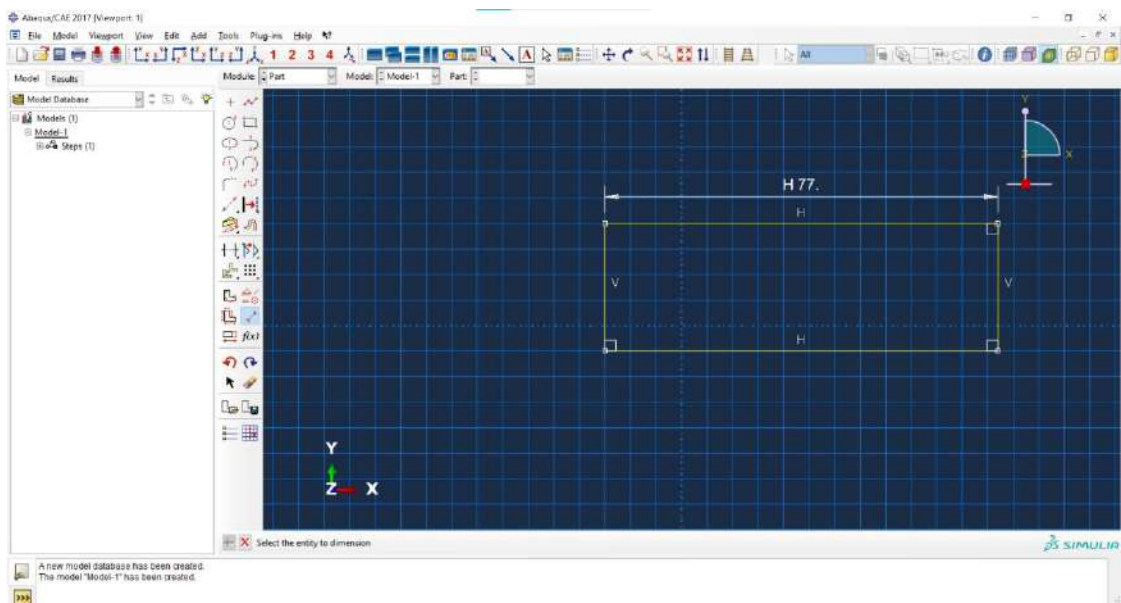 Abaqus/CAE 2017 [Viewport: 1]
File Model Viewport View Edit Add Tools Plug-ins Help
1 2 3 4 A All
Model Results
Module: Part Model: Model-1 Part:
Model Database
Models (1)
Model-1
Steps (1)
f(x)
Y
Z X
H 77.
H
V V
H
Y
Z X
Select the entity to dimension
SIMULIA
A new model database has been created.
The model "Model-1" has been created.
>>>